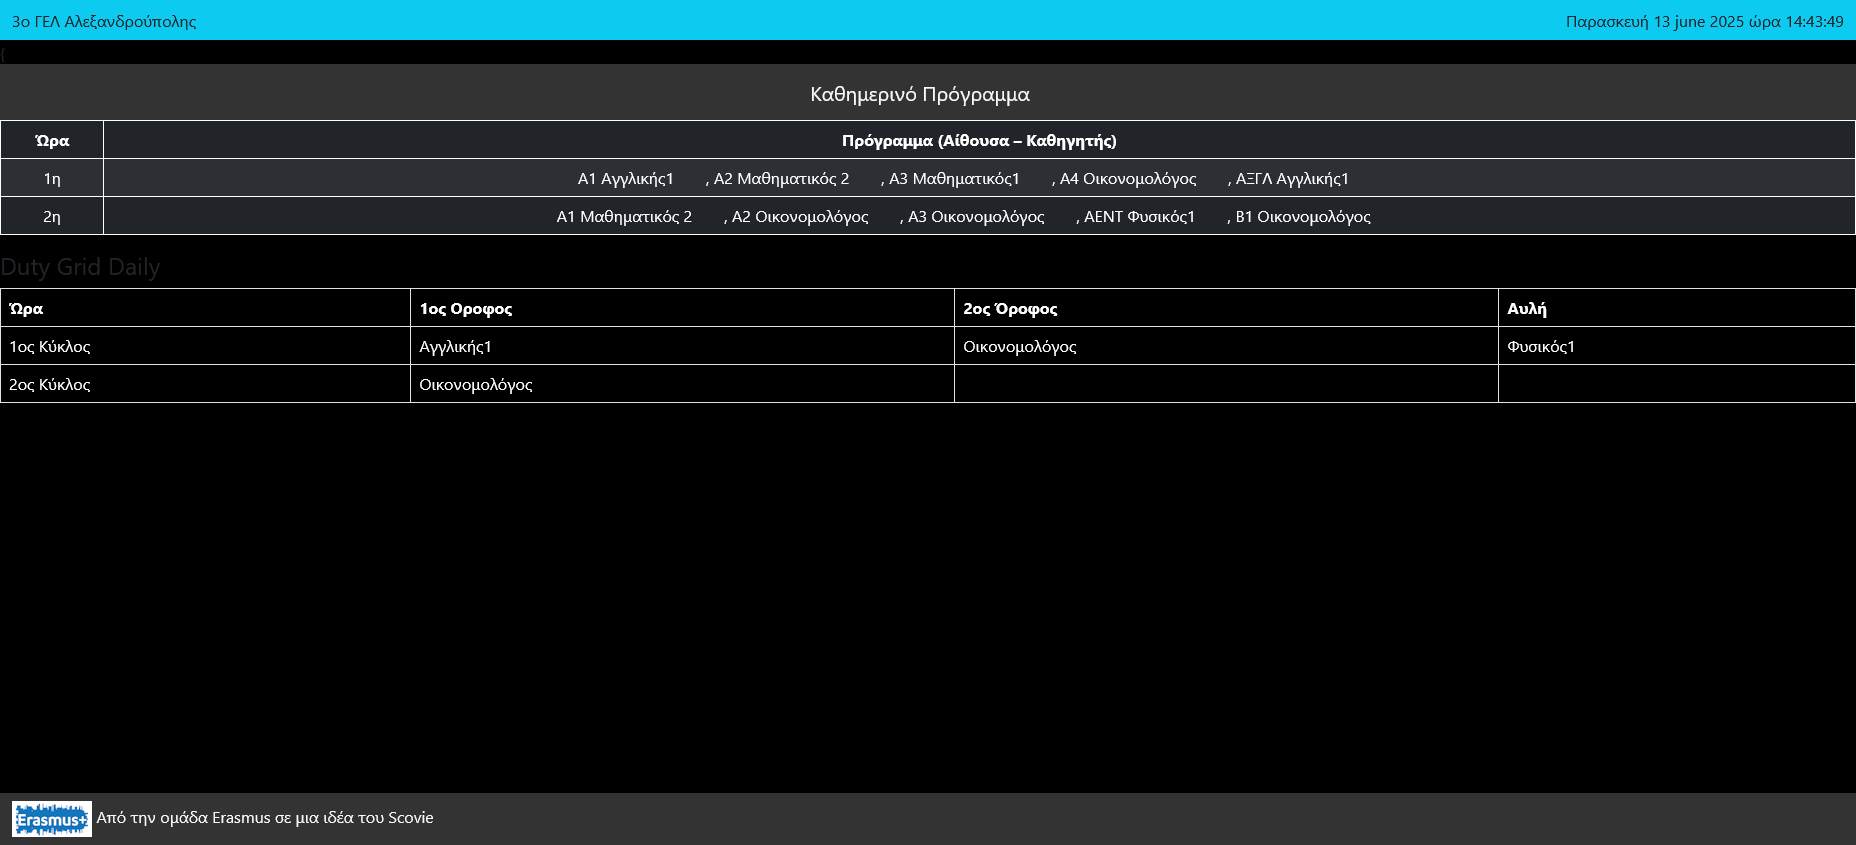 3ο ΓΕΛ Αλεξανδρούπολης Παρασκευή 13 june 2025 ώρα 14:43:49
{
Καθημερινό Πρόγραμμα
Ώρα Πρόγραμμα (Αίθουσα – Καθηγητής)
1η Α1 Αγγλικής1 , Α2 Μαθηματικός 2 , Α3 Μαθηματικός1 , Α4 Οικονομολόγος , ΑΞΓΛ Αγγλικής1
2η Α1 Μαθηματικός 2 , Α2 Οικονομολόγος , Α3 Οικονομολόγος , ΑΕΝΤ Φυσικός1 , Β1 Οικονομολόγος
Duty Grid Daily
Ώρα 1ος Οροφος 2ος Όροφος Αυλή
1ος Κύκλος Αγγλικής1 Οικονομολόγος Φυσικός1
2ος Κύκλος Οικονομολόγος
Erasmus+ Από την ομάδα Erasmus σε μια ιδέα του Scovie